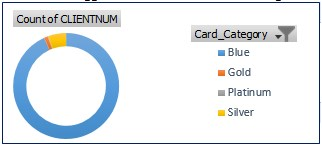 Count of CLIENTNUM
Card_Category
Blue
Gold
Platinum
Silver